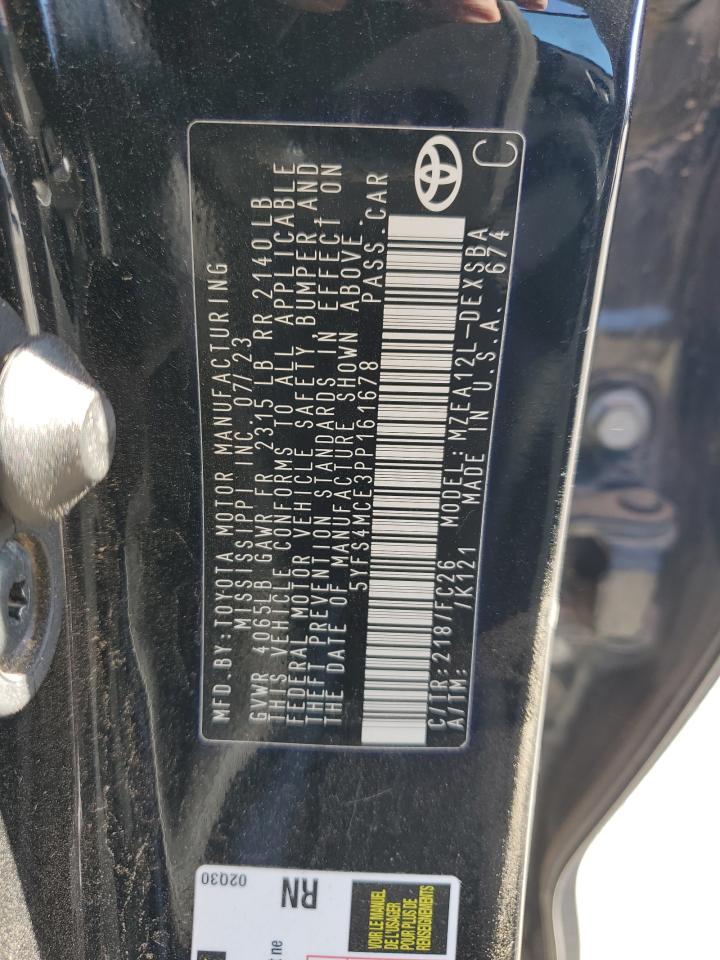 MFD.BY:TOYOTA MOTOR MANUFACTURING
MISSISSIPPI INC. 07/23
GVWR 4065LB GAWR FR 2315 LB RR 2140LB
THIS VEHICLE CONFORMS TO ALL APPLICABLE
FEDERAL MOTOR VEHICLE SAFETY, BUMPER AND
THEFT PREVENTION STANDARDS IN EFFECT ON
THE DATE OF MANUFACTURE SHOWN ABOVE.
5YFS4MCE3PP161678 PASS.CAR
C/TR:218/FC26 MODEL:MZEA12L-DEXSBA
A/TM: /K121 MADE IN U.S.A. 674
C
02030
RN
VOIR LE MANUEL
DE L'USAGER
POUR PLUS DE
RENSEIGNEMENTS